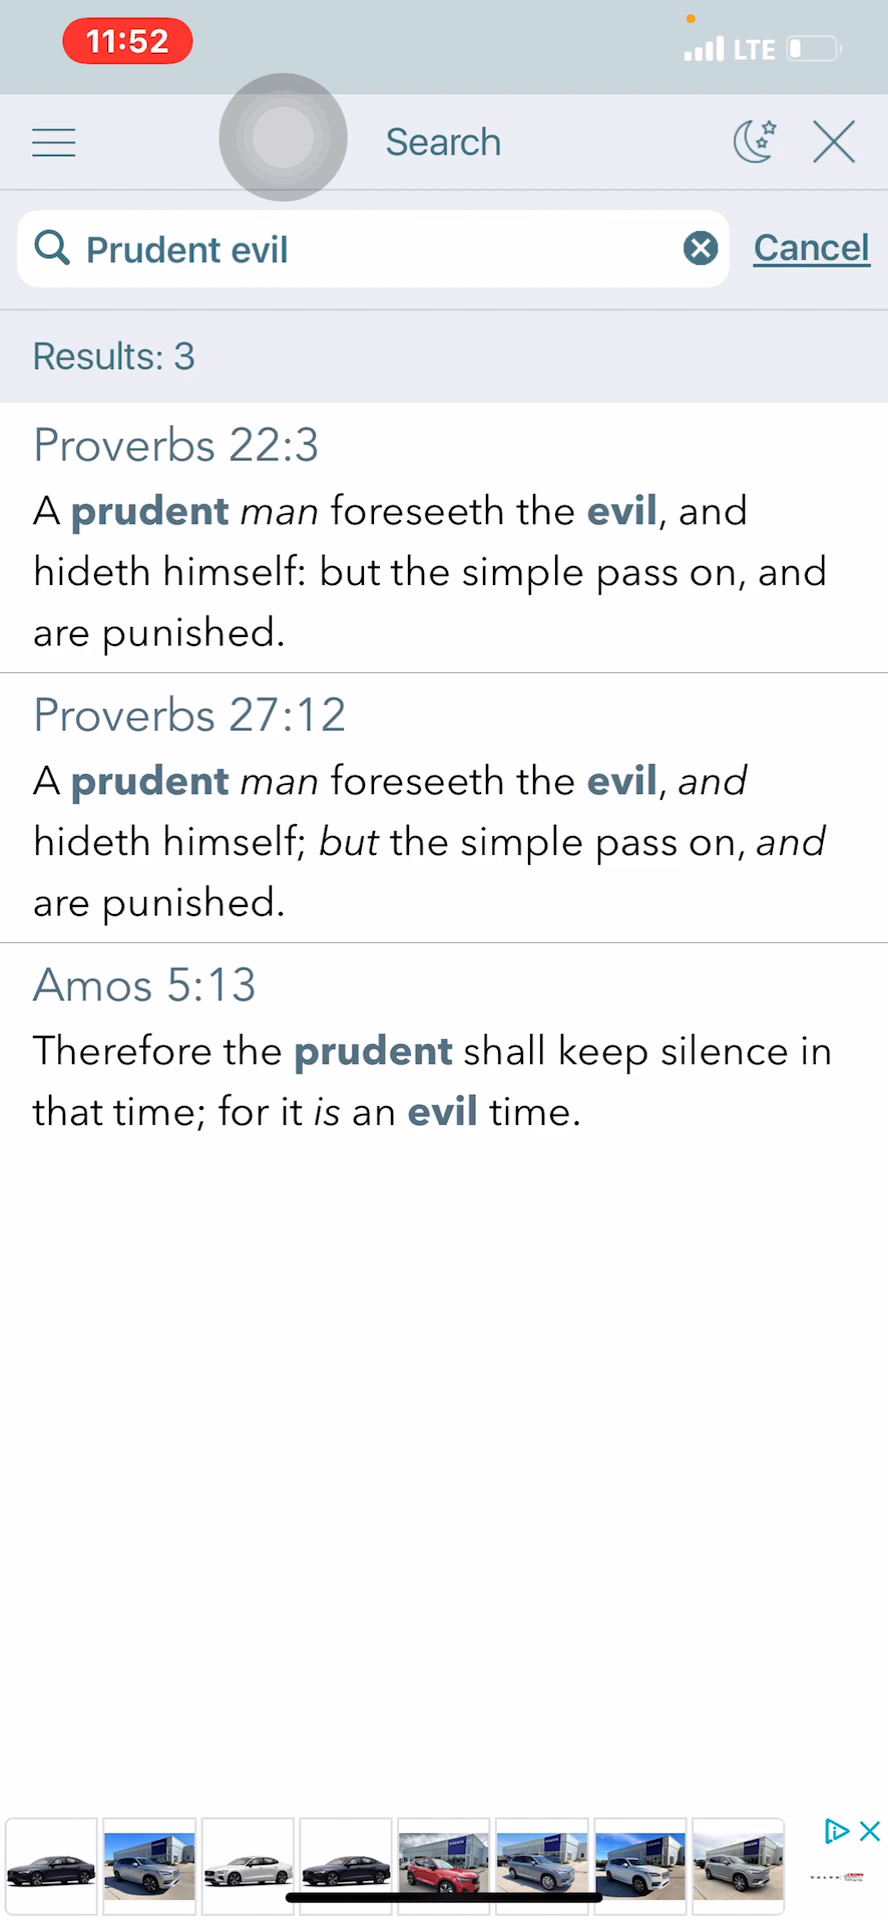 11:52
LTE
Search
Prudent evil
Cancel
Results: 3
Proverbs 22:3
A prudent man foreseeth the evil, and
hideth himself: but the simple pass on, and
are punished.
Proverbs 27:12
A prudent man foreseeth the evil, and
hideth himself; but the simple pass on, and
are punished.
Amos 5:13
Therefore the prudent shall keep silence in
that time; for it is an evil time.
VOLVO